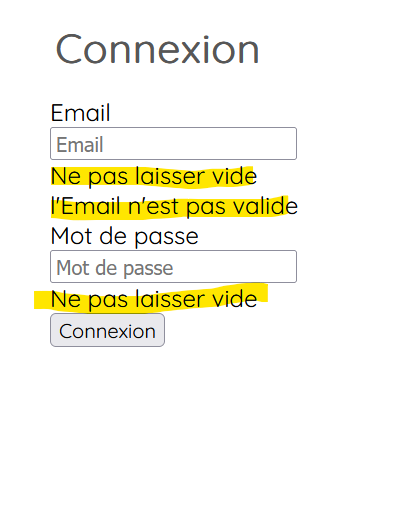 Connexion
Email
Email
Ne pas laisser vide
l'Email n'est pas valide
Mot de passe
Mot de passe
Ne pas laisser vide
Connexion